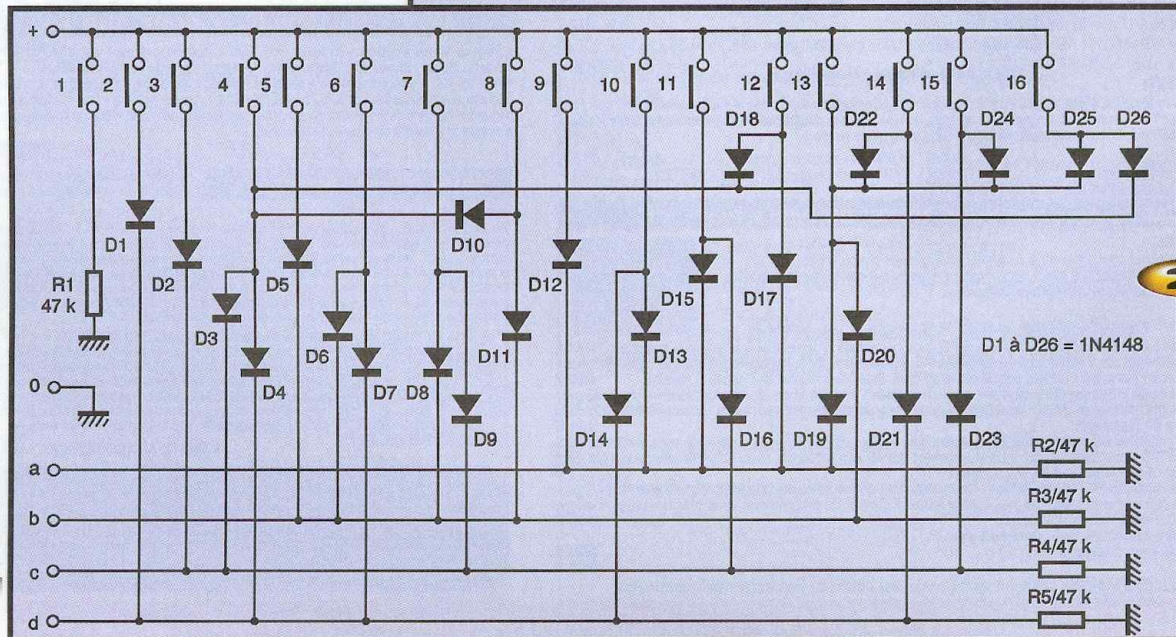 +
1 2 3 4 5 6 7 8 9 10 11 12 13 14 15 16
D18 D22 D24 D25 D26
D1 D10
R1 D2 D5 D12 D15 D17
47 k
D3 D6 D11 D13 D20
D1 à D26 = 1N4148
0
D4 D7 D8
D9 D14 D16 D19 D21 D23
a R2/47 k
b R3/47 k
c R4/47 k
d R5/47 k